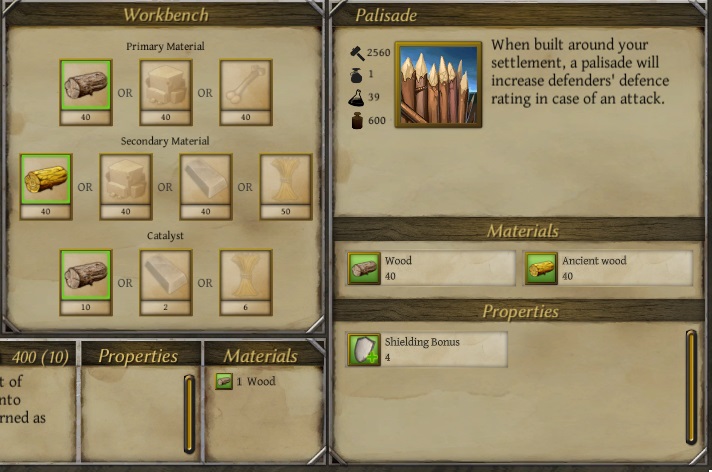 Workbench
Primary Material
OR
OR
40
40
40
Secondary Material
OR
OR
OR
40
40
40
50
Catalyst
OR
OR
10
2
6
400 (10)
t of
nto
rned as
Properties
Materials
1 Wood
Palisade
2560
1
39
600
When built around your
settlement, a palisade will
increase defenders' defence
rating in case of an attack.
Materials
Wood
40
Ancient wood
40
Properties
Shielding Bonus
4